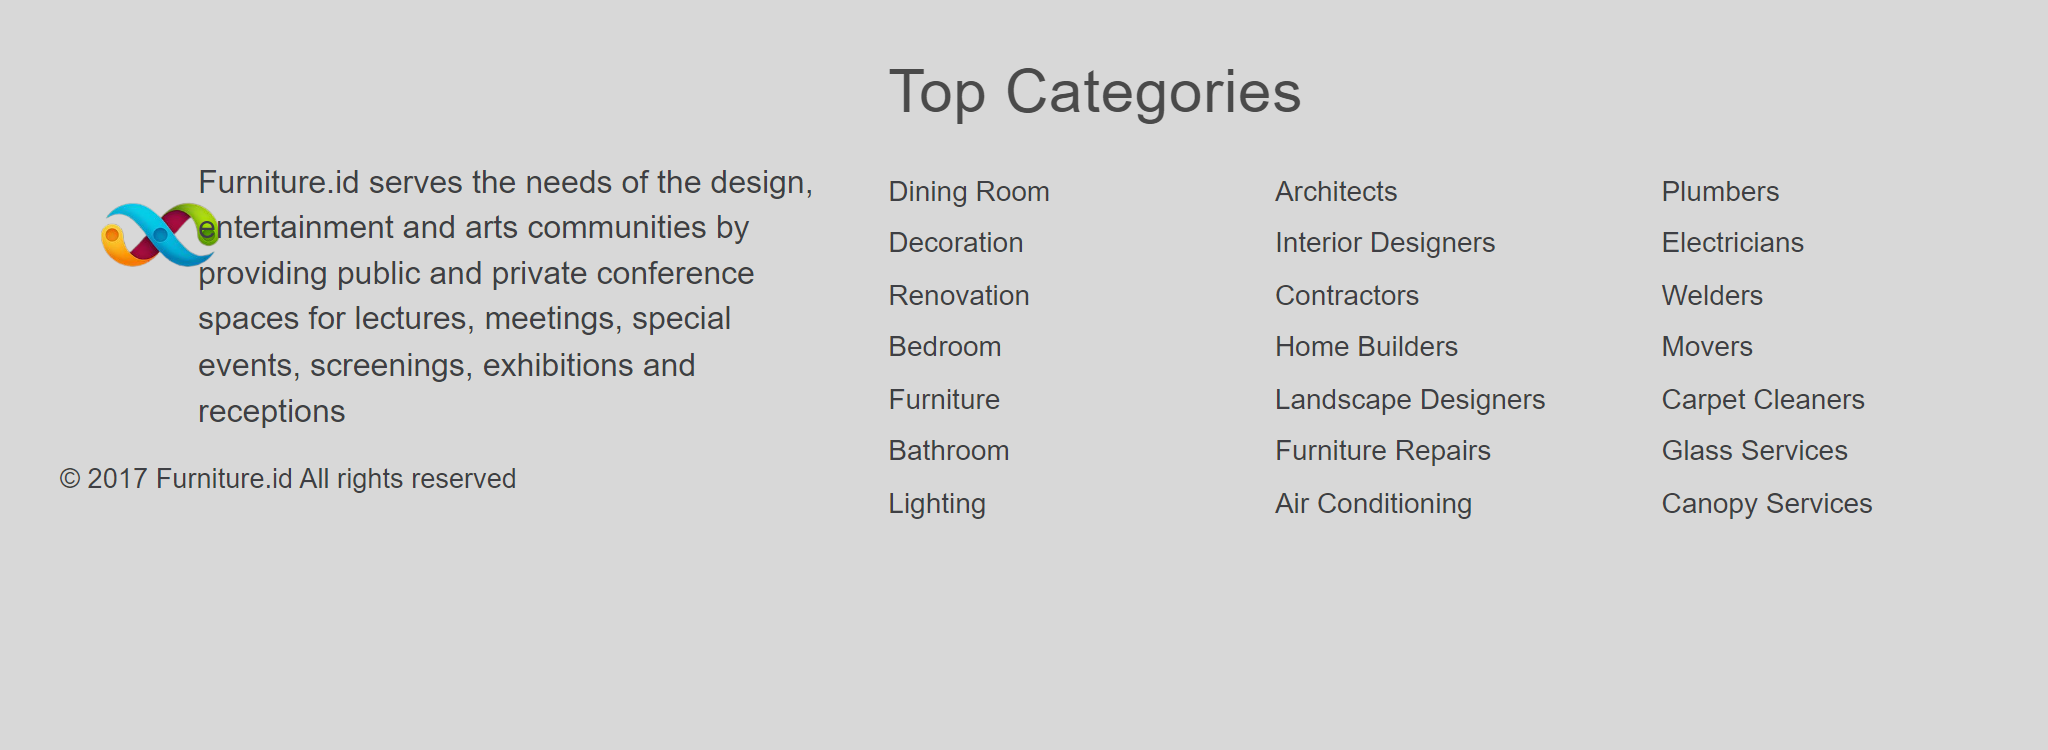 Top Categories
Furniture.id serves the needs of the design,
entertainment and arts communities by
providing public and private conference
spaces for lectures, meetings, special
events, screenings, exhibitions and
receptions
© 2017 Furniture.id All rights reserved
Dining Room
Decoration
Renovation
Bedroom
Furniture
Bathroom
Lighting
Architects
Interior Designers
Contractors
Home Builders
Landscape Designers
Furniture Repairs
Air Conditioning
Plumbers
Electricians
Welders
Movers
Carpet Cleaners
Glass Services
Canopy Services